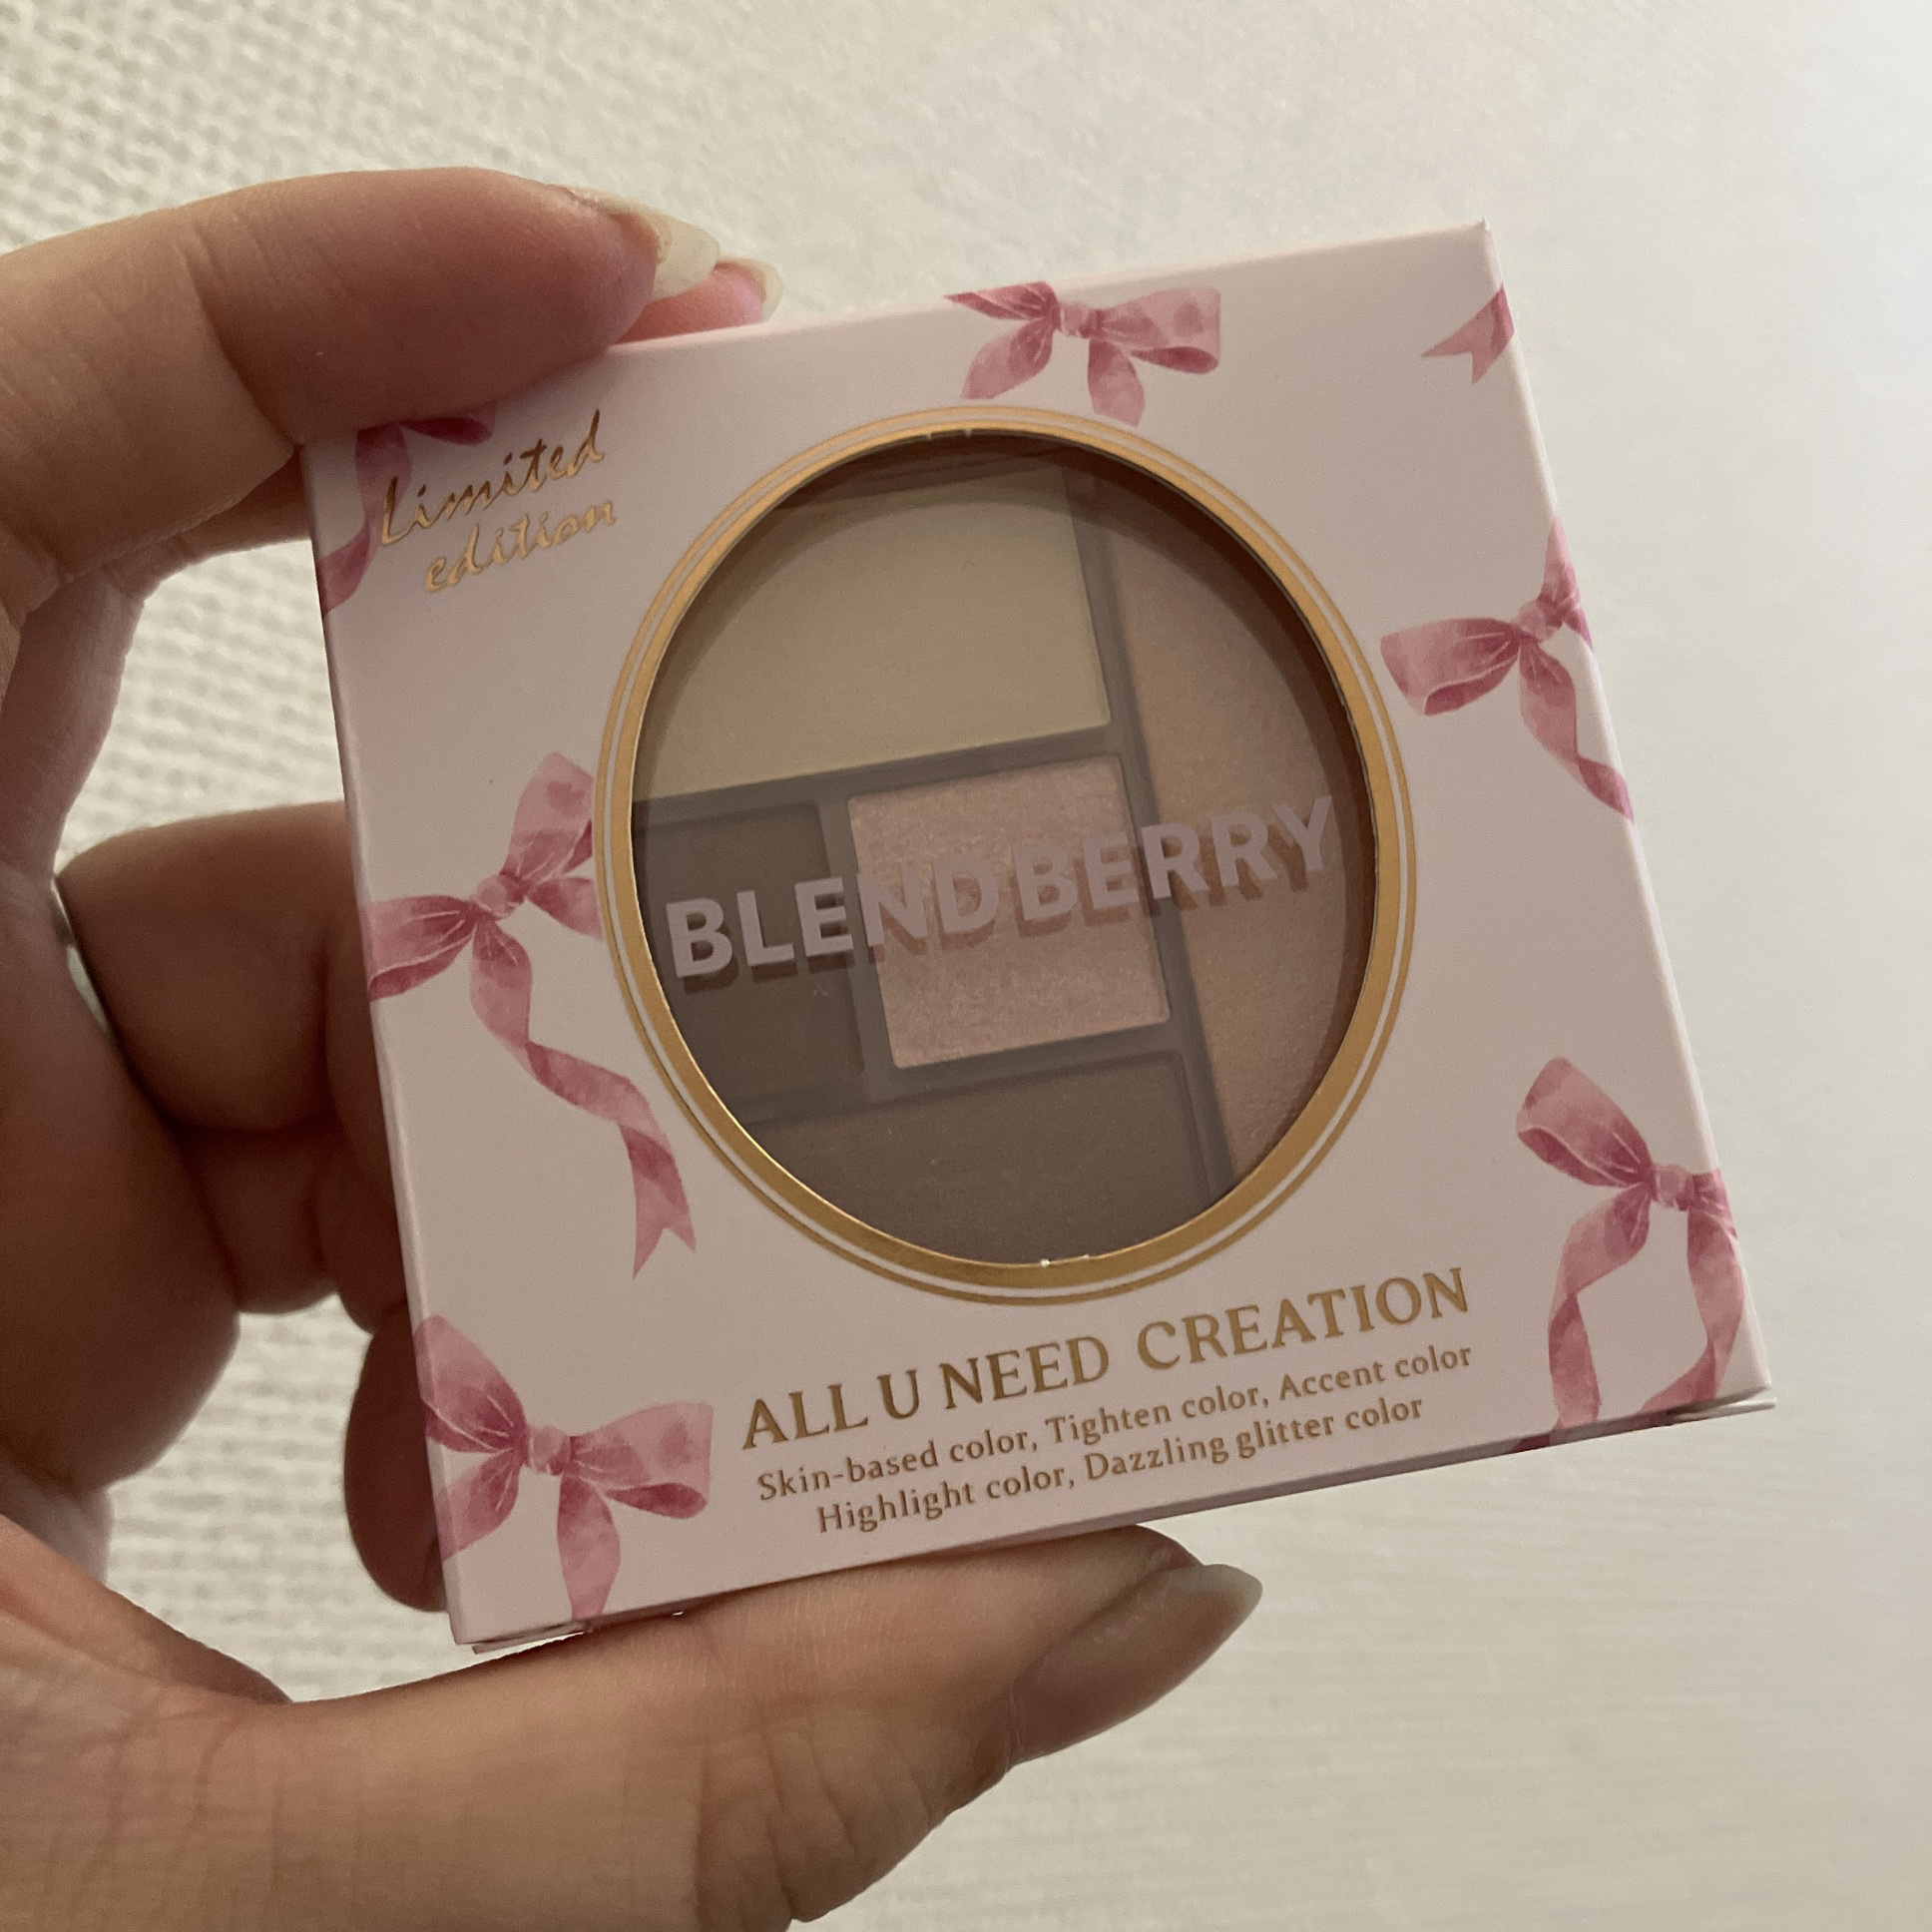 Limited
edition
BLEND BERRY
ALL U NEED CREATION
Skin-based color, Tighten color, Accent color
Highlight color, Dazzling glitter color